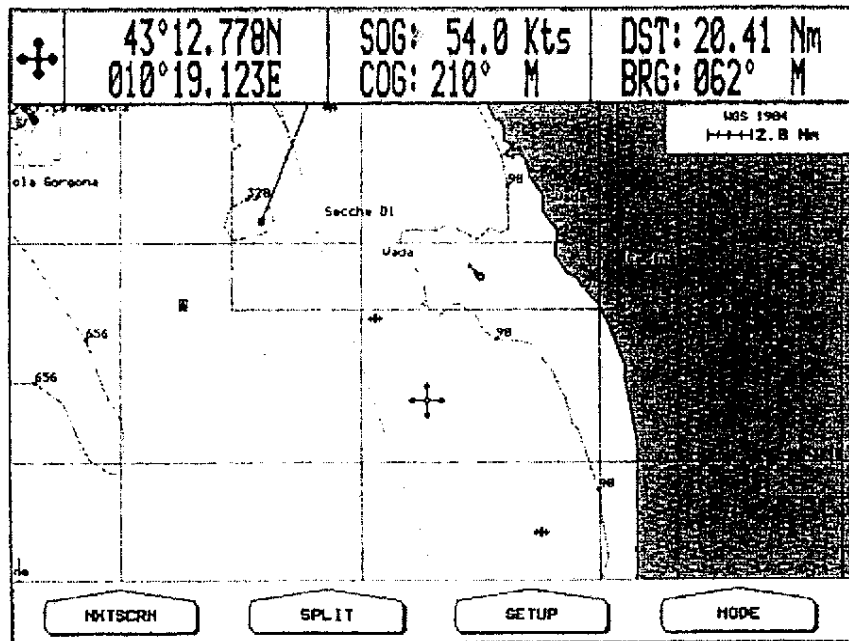 43°12.778N
010°19.123E
SOG: 54.0 Kts
COG: 210° M
DST: 20.41 Nm
BRG: 062° M
WGS 1984
2.8 Nm
ola Gorgona
328
98
Secche Di
Vada
656
98
656
98
NXTSCRN
SPLIT
SETUP
MODE